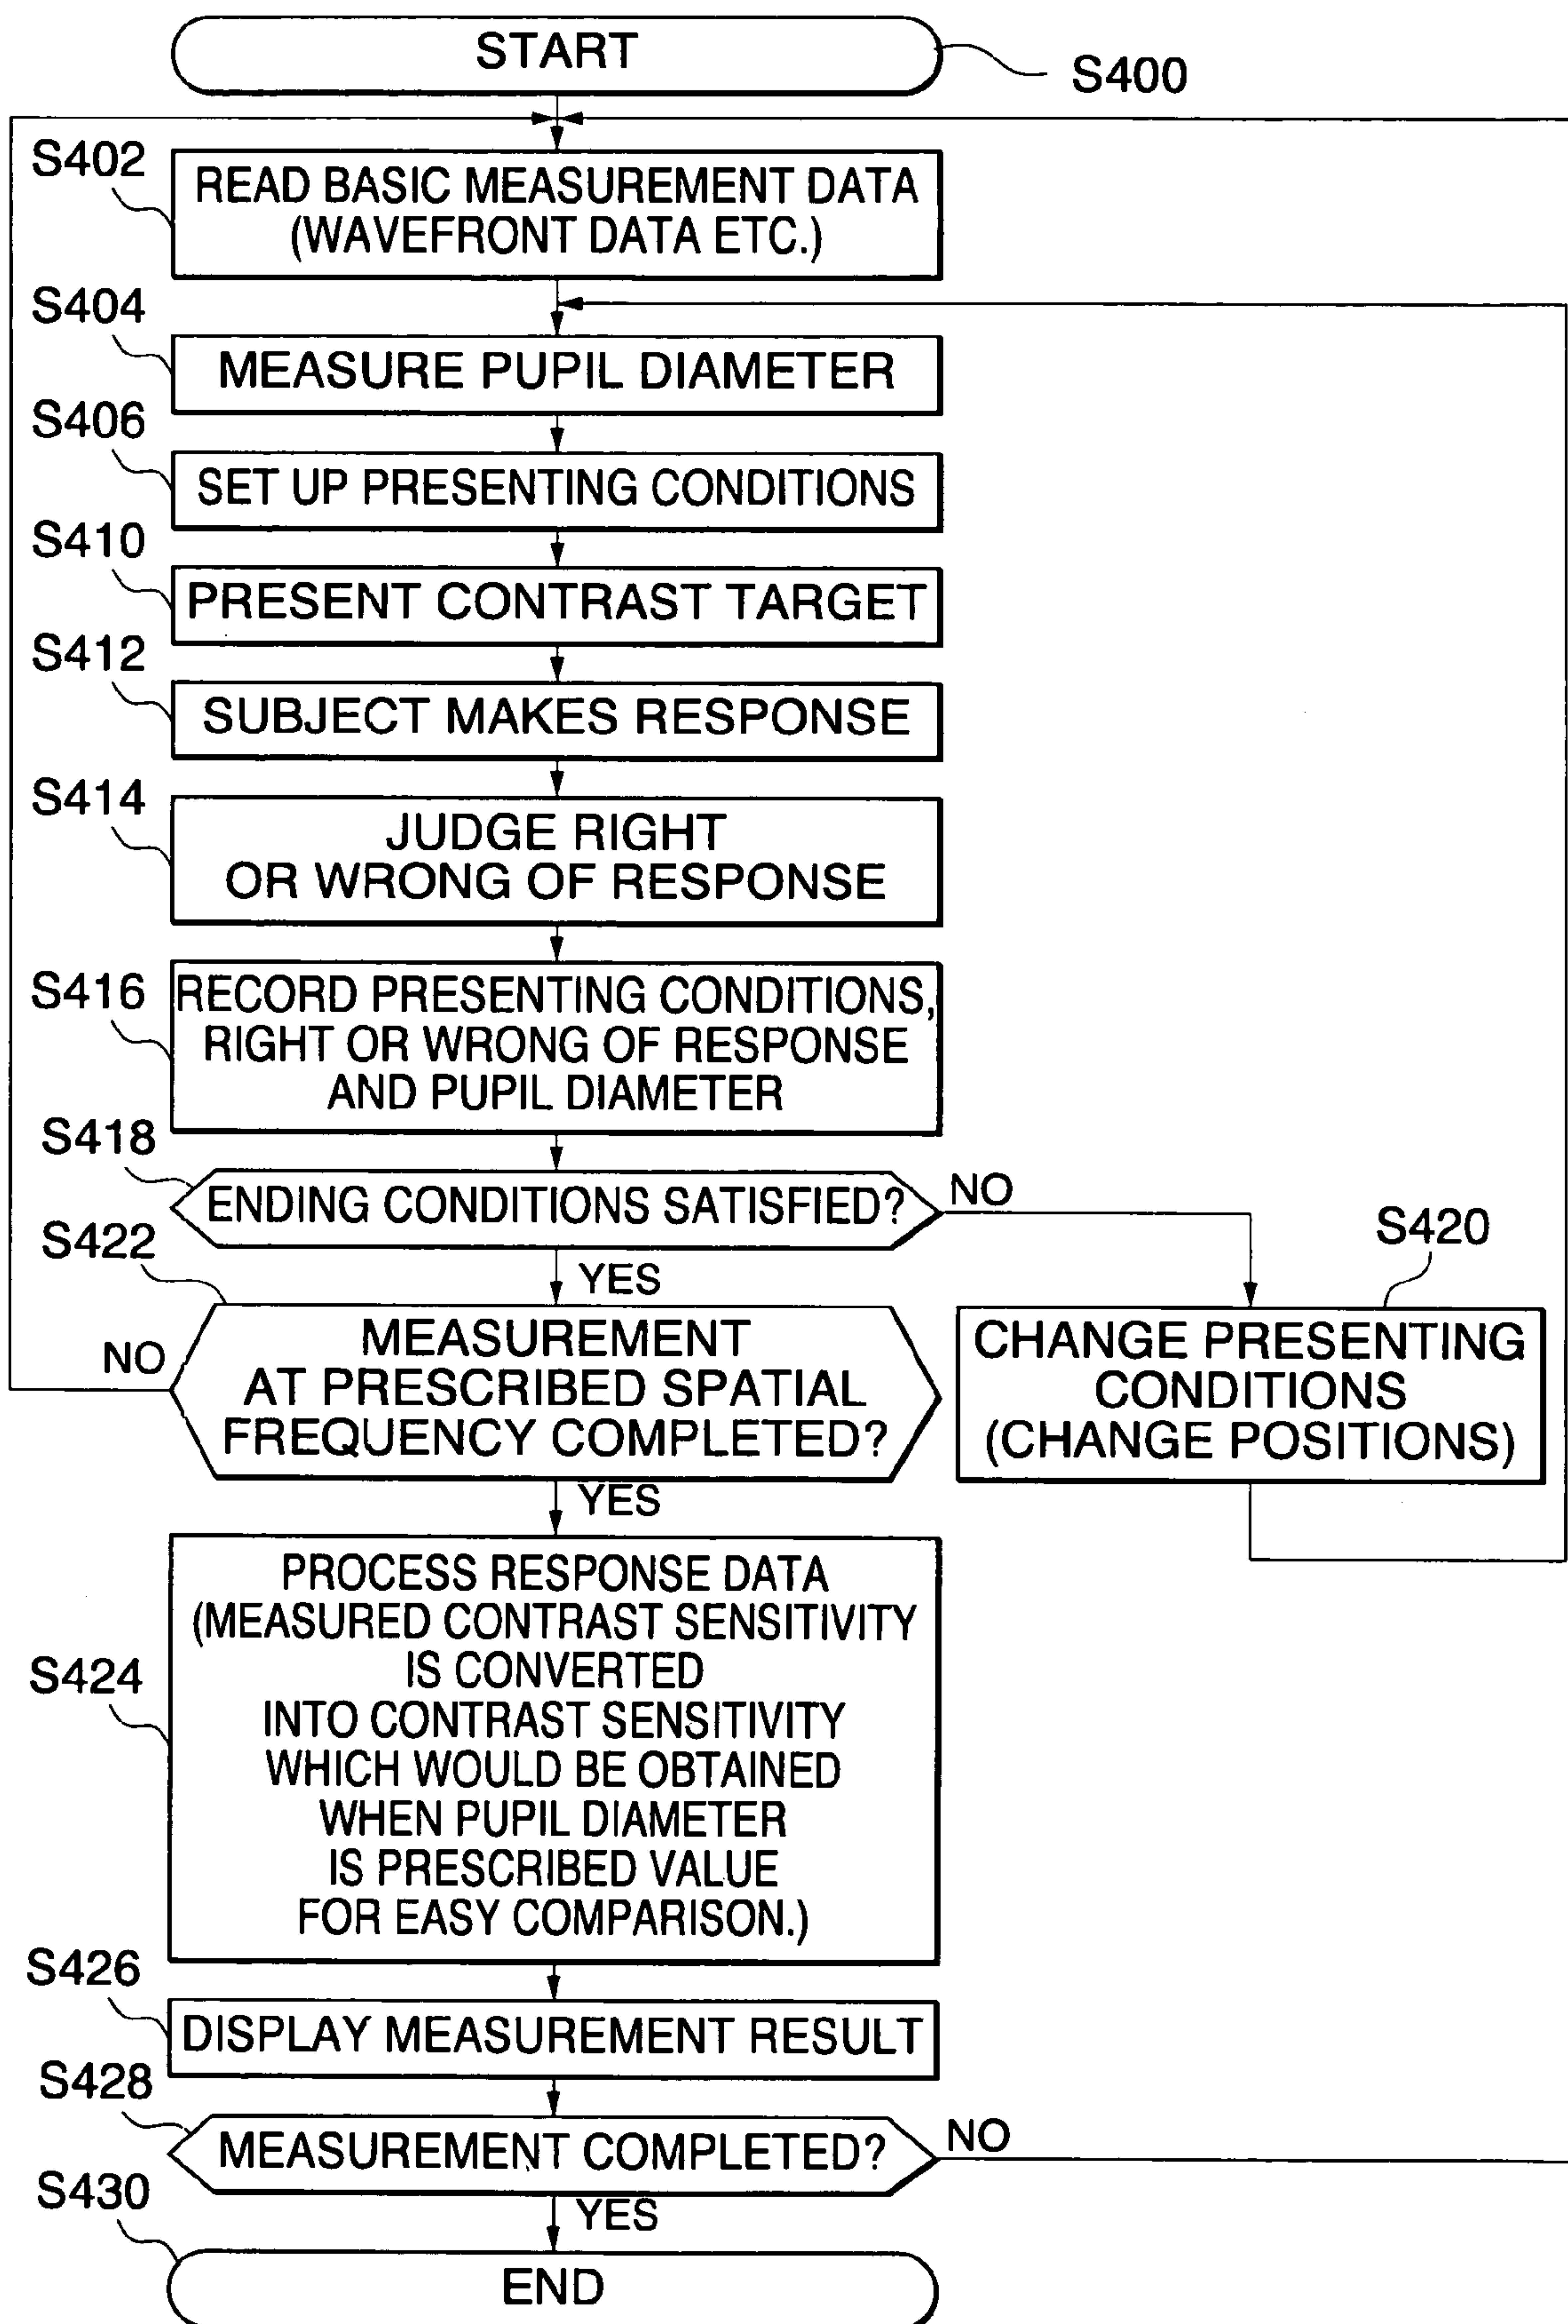 START
S400
S402
READ BASIC MEASUREMENT DATA
(WAVEFRONT DATA ETC.)
S404
MEASURE PUPIL DIAMETER
S406
SET UP PRESENTING CONDITIONS
S410
PRESENT CONTRAST TARGET
S412
SUBJECT MAKES RESPONSE
S414
JUDGE RIGHT
OR WRONG OF RESPONSE
S416
RECORD PRESENTING CONDITIONS,
RIGHT OR WRONG OF RESPONSE
AND PUPIL DIAMETER
S418
ENDING CONDITIONS SATISFIED?
NO
S420
CHANGE PRESENTING
CONDITIONS
(CHANGE POSITIONS)
YES
S422
MEASUREMENT
AT PRESCRIBED SPATIAL
FREQUENCY COMPLETED?
NO
YES
S424
PROCESS RESPONSE DATA
(MEASURED CONTRAST SENSITIVITY
IS CONVERTED
INTO CONTRAST SENSITIVITY
WHICH WOULD BE OBTAINED
WHEN PUPIL DIAMETER
IS PRESCRIBED VALUE
FOR EASY COMPARISON.)
S426
DISPLAY MEASUREMENT RESULT
S428
MEASUREMENT COMPLETED?
NO
YES
S430
END